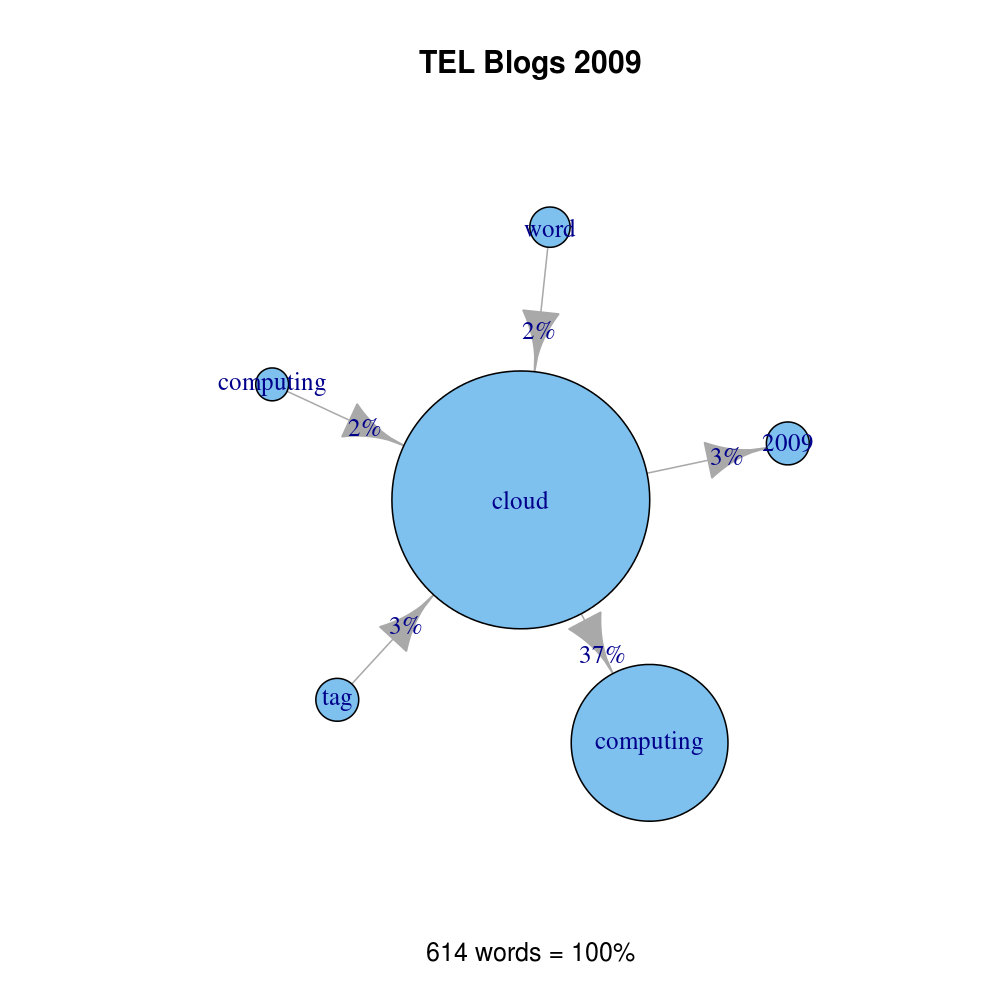 TEL Blogs 2009
word
2%
computing
2%
2009
3%
cloud
3%
37%
tag
computing
614 words = 100%